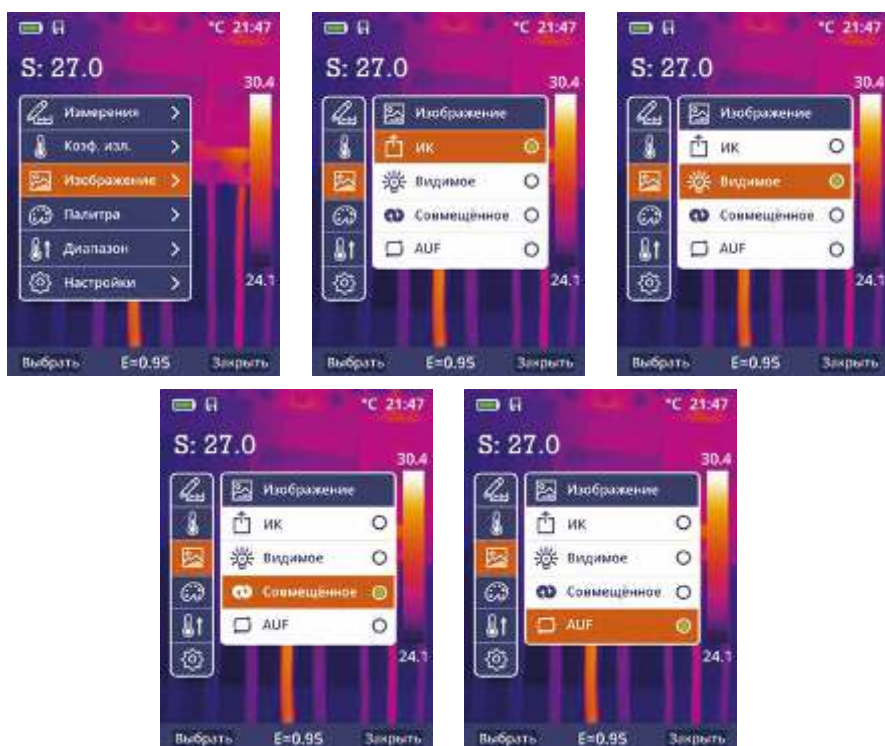 °C 21:47
S: 27.0
30.4
Измерения
Коэф. изл.
Изображение
Палитра
Диапазон
Настройки
24.1
Выбрать E=0.95 Закрыть
°C 21:47
S: 27.0
30.4
Изображение
ИК
Видимое
Совмещённое
AUF
24.1
Выбрать E=0.95 Закрыть
°C 21:47
S: 27.0
30.4
Изображение
ИК
Видимое
Совмещённое
AUF
24.1
Выбрать E=0.95 Закрыть
°C 21:47
S: 27.0
30.4
Изображение
ИК
Видимое
Совмещённое
AUF
24.1
Выбрать E=0.95 Закрыть
°C 21:47
S: 27.0
30.4
Изображение
ИК
Видимое
Совмещённое
AUF
24.1
Выбрать E=0.95 Закрыть